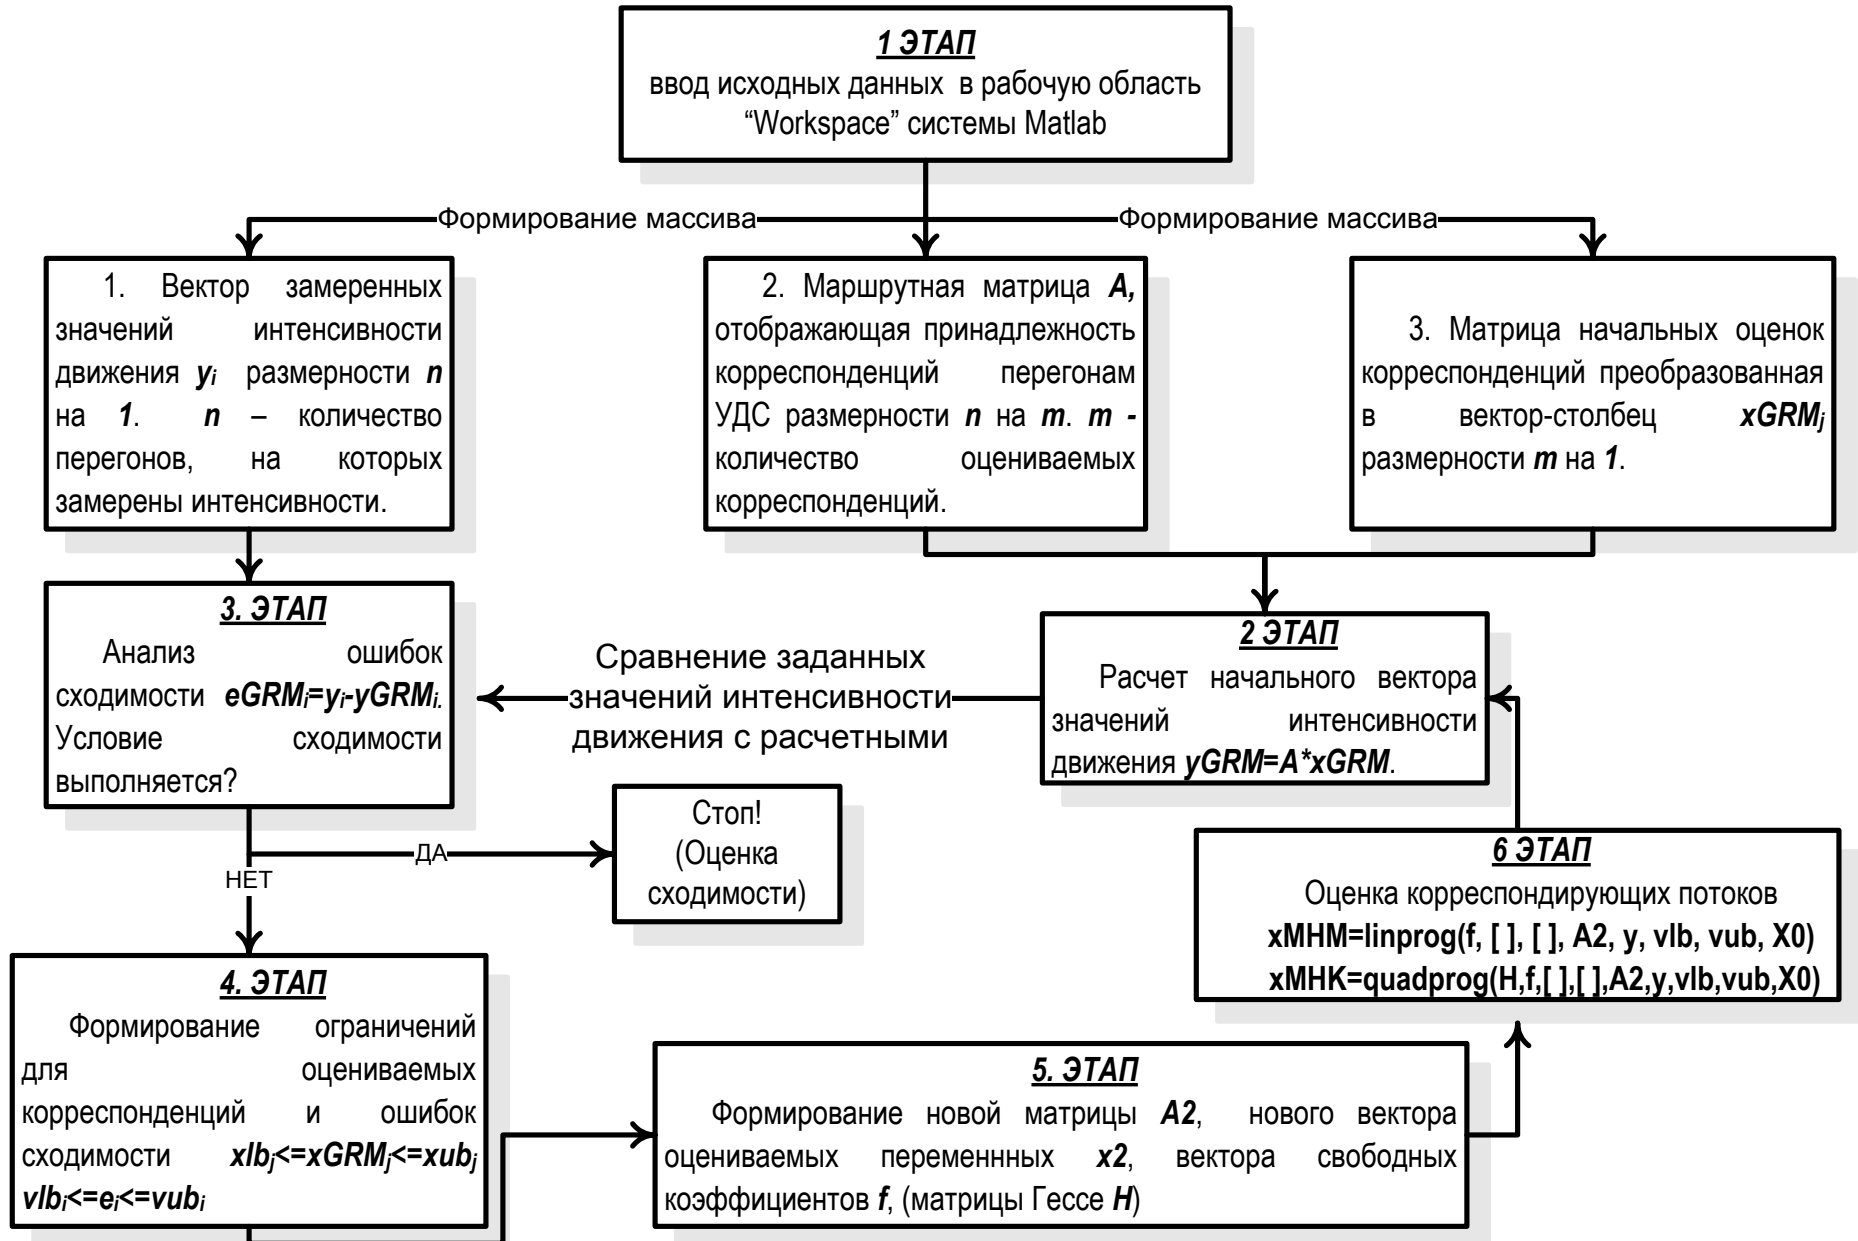 1 ЭТАП
ввод исходных данных в рабочую область
“Workspace” системы Matlab
Формирование массива
Формирование массива
1. Вектор замеренных
значений интенсивности
движения yi размерности n
на 1. n – количество
перегонов, на которых
замерены интенсивности.
2. Маршрутная матрица A,
отображающая принадлежность
корреспонденций перегонам
УДС размерности n на m. m -
количество оцениваемых
корреспонденций.
3. Матрица начальных оценок
корреспонденций преобразованная
в вектор-столбец xGRMj
размерности m на 1.
3. ЭТАП
Анализ ошибок
сходимости eGRMi=yi-yGRMi.
Условие сходимости
выполняется?
Сравнение заданных
значений интенсивности
движения с расчетными
2 ЭТАП
Расчет начального вектора
значений интенсивности
движения yGRM=A*xGRM.
Стоп!
(Оценка
сходимости)
ДА
НЕТ
6 ЭТАП
Оценка корреспондирующих потоков
xMHM=linprog(f, [ ], [ ], A2, y, vlb, vub, X0)
xMHK=quadprog(H,f,[ ],[ ],A2,y,vlb,vub,X0)
4. ЭТАП
Формирование ограничений
для оцениваемых
корреспонденций и ошибок
сходимости xlbj<=xGRMj<=xubj
vlbi<=ei<=vubi
5. ЭТАП
Формирование новой матрицы A2, нового вектора
оцениваемых переменнных x2, вектора свободных
коэффициентов f, (матрицы Гессе H)